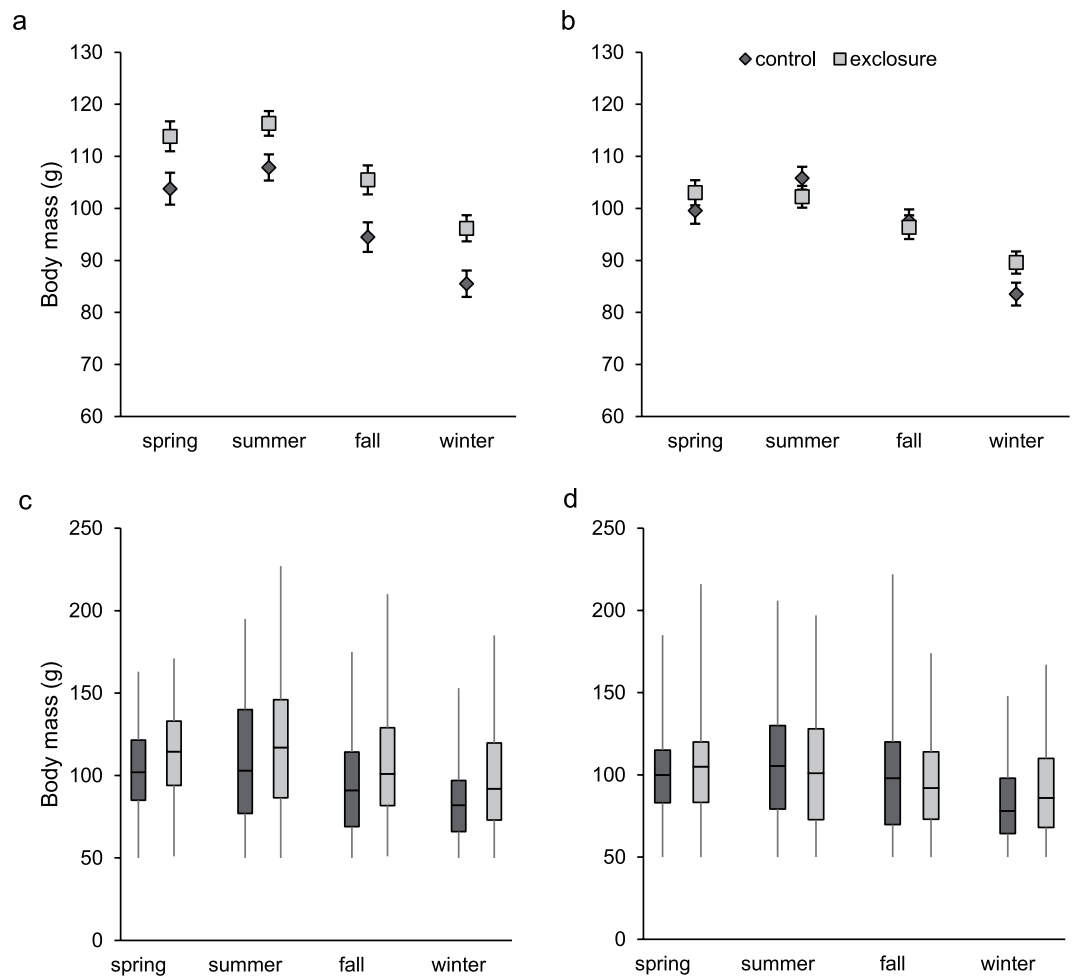 a
130
120
110
100
90
80
70
60
Body mass (g)
spring summer fall winter
b
control exclosure
130
120
110
100
90
80
70
60
spring summer fall winter
c
250
200
150
100
50
0
Body mass (g)
spring summer fall winter
d
250
200
150
100
50
0
spring summer fall winter